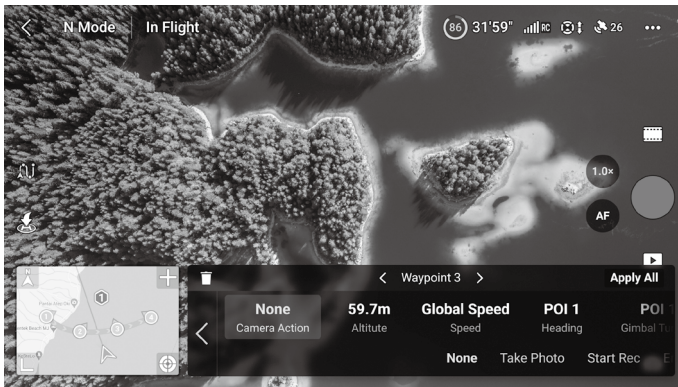 N Mode In Flight 86 31'59" RC 26
1.0×
AF
N
1
1 2 3 4
Waypoint 3 Apply All
None 59.7m Global Speed POI 1 POI
Camera Action Altitute Speed Heading Gimbal
None Take Photo Start Rec